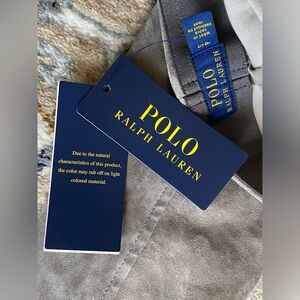 POLO
RALPH LAUREN
Due to the natural
characteristics of this product,
the color may rub off on light
colored material.
POLO
RALPH LAUREN